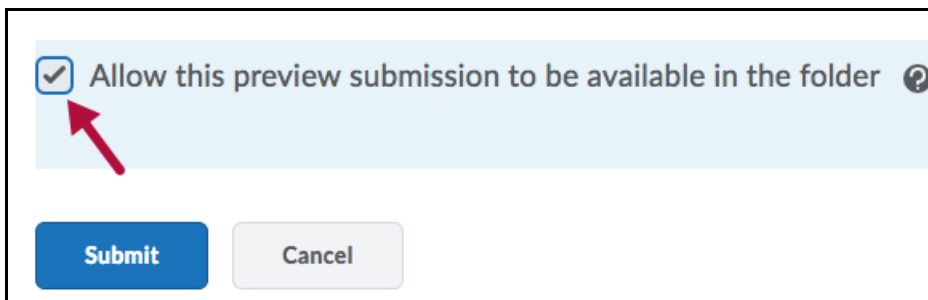 Allow this preview submission to be available in the folder
Submit Cancel